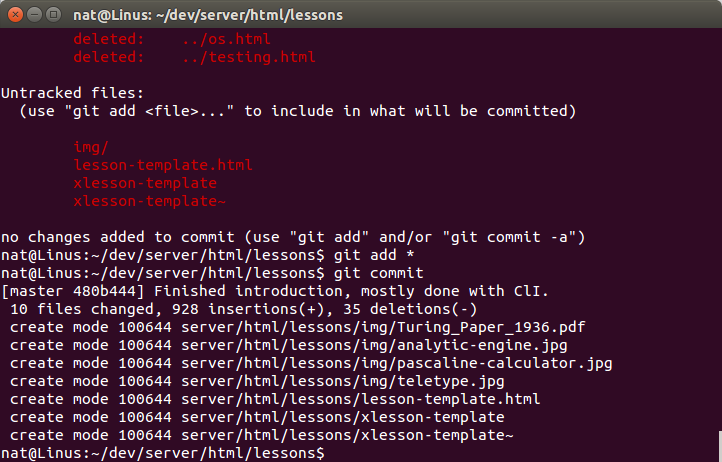 nat@Linus: ~/dev/server/html/lessons
deleted:    ../os.html
deleted:    ../testing.html
Untracked files:
(use "git add <file>..." to include in what will be committed)
img/
lesson-template.html
xlesson-template
xlesson-template~
no changes added to commit (use "git add" and/or "git commit -a")
nat@Linus:~/dev/server/html/lessons$ git add *
nat@Linus:~/dev/server/html/lessons$ git commit
[master 480b444] Finished introduction, mostly done with ClI.
10 files changed, 928 insertions(+), 35 deletions(-)
create mode 100644 server/html/lessons/img/Turing_Paper_1936.pdf
create mode 100644 server/html/lessons/img/analytic-engine.jpg
create mode 100644 server/html/lessons/img/pascaline-calculator.jpg
create mode 100644 server/html/lessons/img/teletype.jpg
create mode 100644 server/html/lessons/lesson-template.html
create mode 100644 server/html/lessons/xlesson-template
create mode 100644 server/html/lessons/xlesson-template~
nat@Linus:~/dev/server/html/lessons$